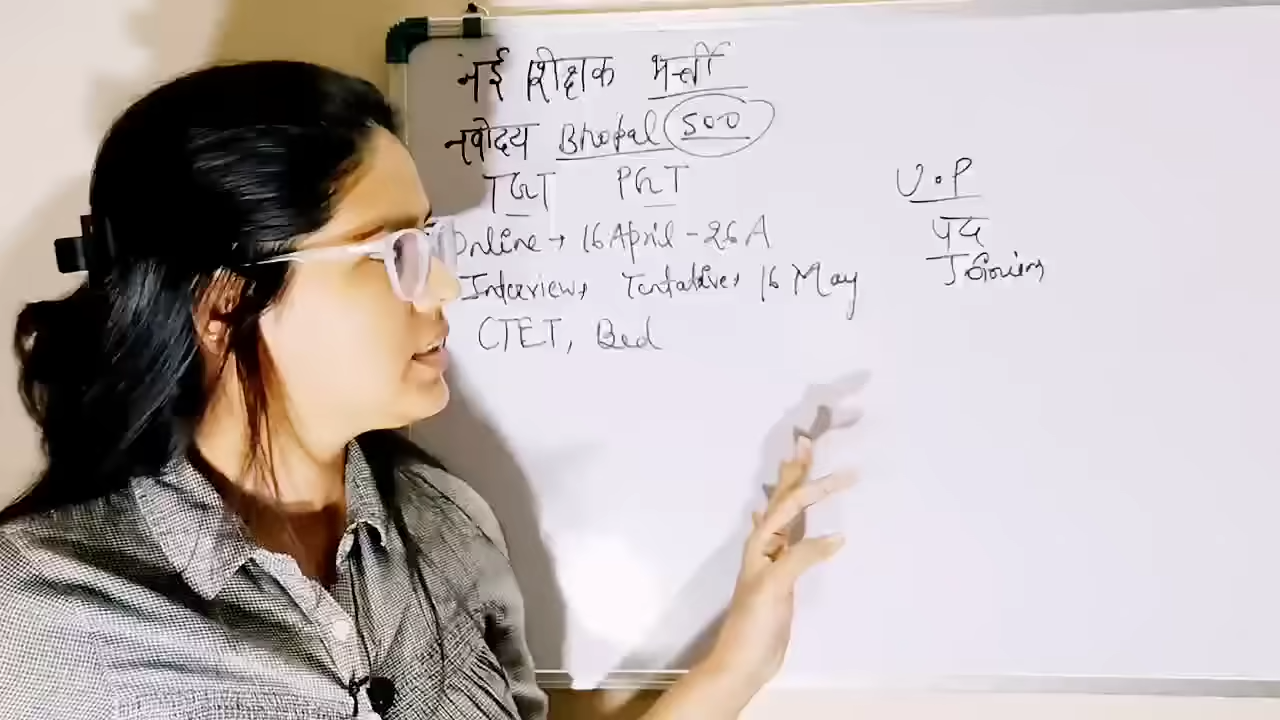 नई शिक्षक भर्ती
नवोदय Bhopal 500
TGT PGT
Online → 16 April - 26 A
Interview, Tentative, 16 May
CTET, Bed
U.P
पद
Joining